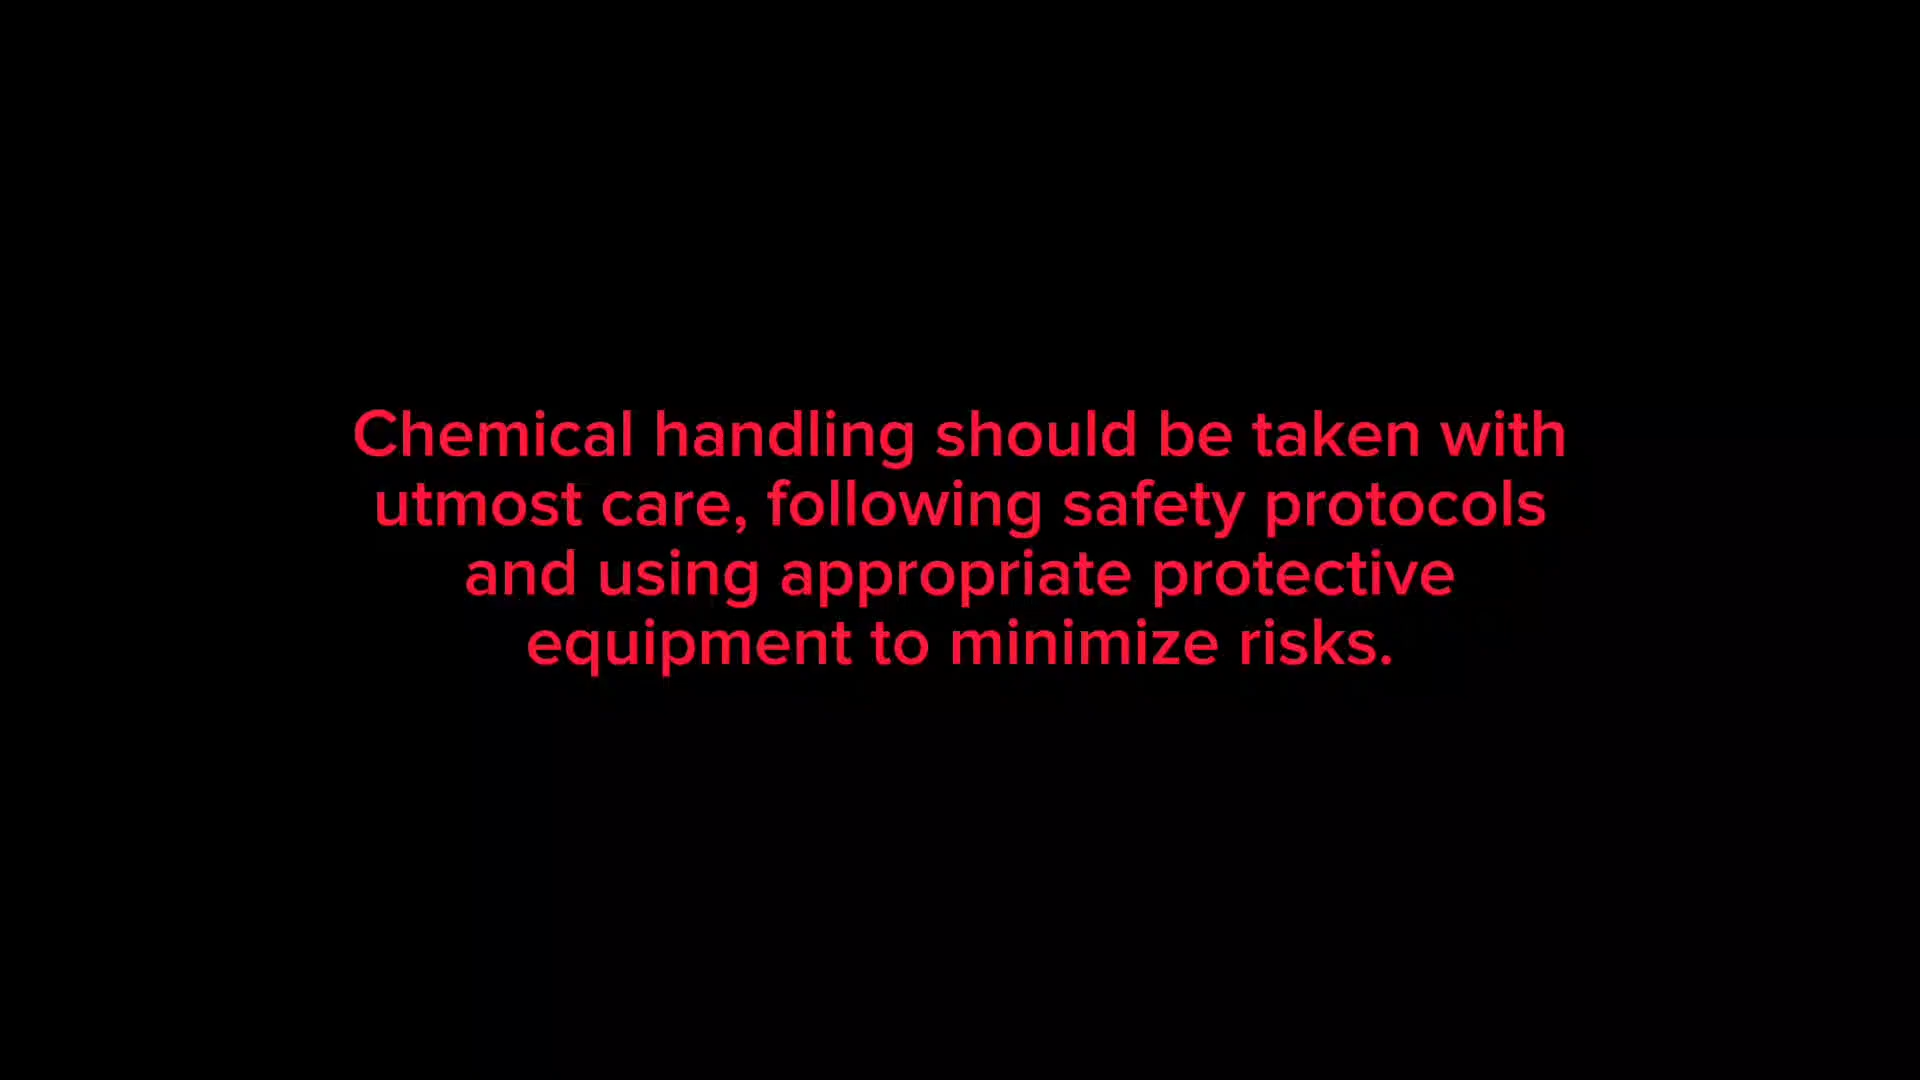 Chemical handling should be taken with
utmost care, following safety protocols
and using appropriate protective
equipment to minimize risks.